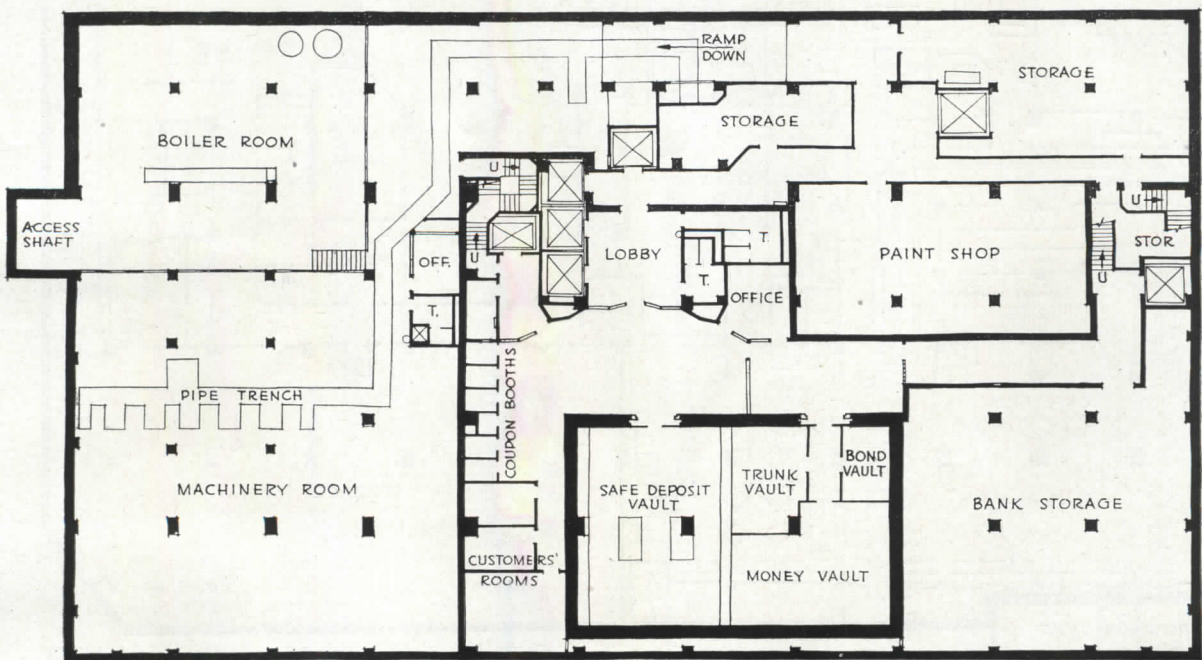 RAMP
DOWN
STORAGE
STORAGE
BOILER ROOM
U
U
ACCESS
SHAFT
OFF.
U
LOBBY
T.
T.
OFFICE
PAINT SHOP
STOR
U
T.
PIPE TRENCH
COUPON BOOTHS
MACHINERY ROOM
SAFE DEPOSIT
VAULT
TRUNK
VAULT
BOND
VAULT
BANK STORAGE
CUSTOMERS'
ROOMS
MONEY VAULT